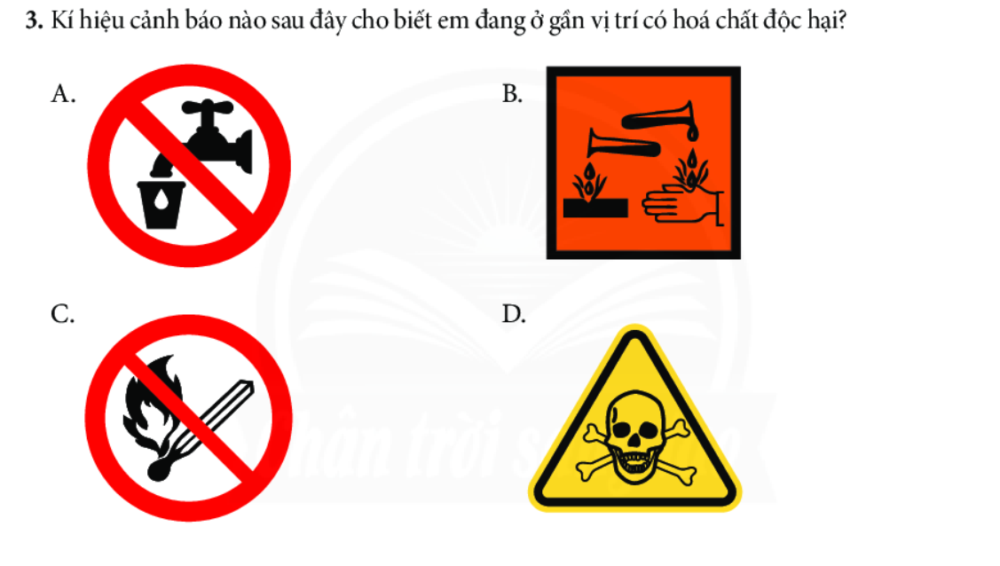 3. Kí hiệu cảnh báo nào sau đây cho biết em đang ở gần vị trí có hoá chất độc hại?
A.
B.
C.
D.